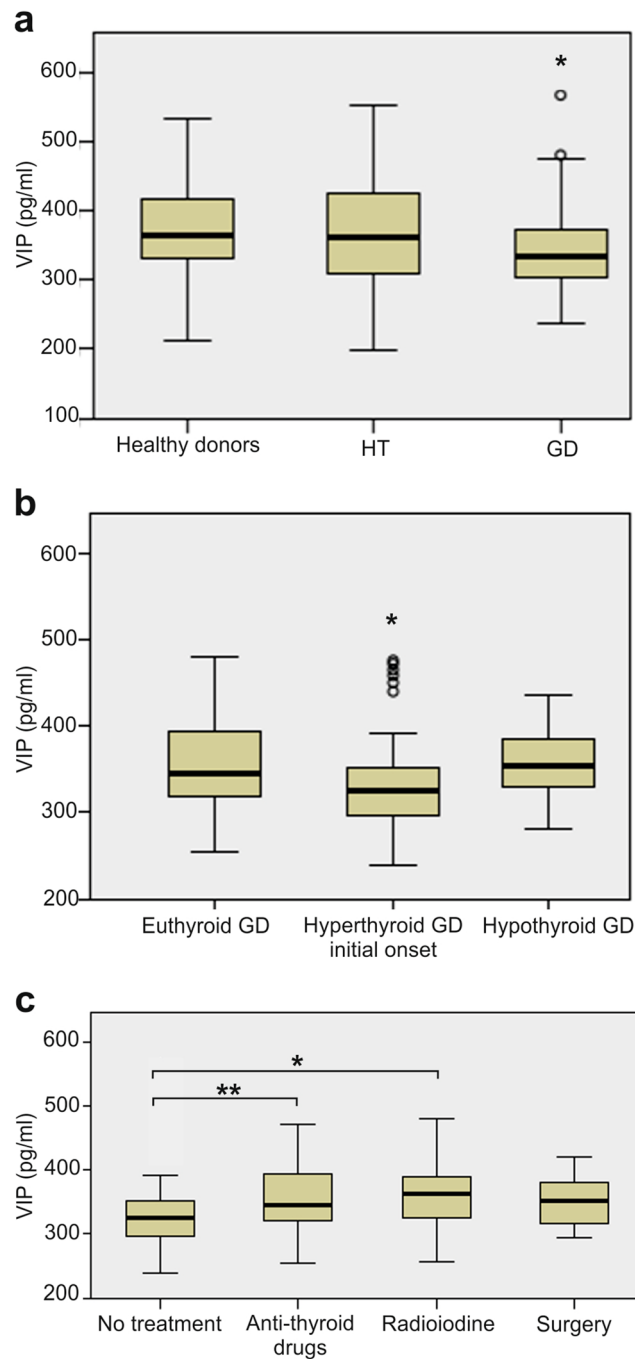 a
*
600
500
400
300
200
100
VIP (pg/ml)
Healthy donors HT GD
b
*
600
500
400
300
200
VIP (pg/ml)
Euthyroid GD Hyperthyroid GD Hypothyroid GD
initial onset
c
*
**
600
500
400
300
200
VIP (pg/ml)
No treatment Anti-thyroid Radioiodine Surgery
drugs